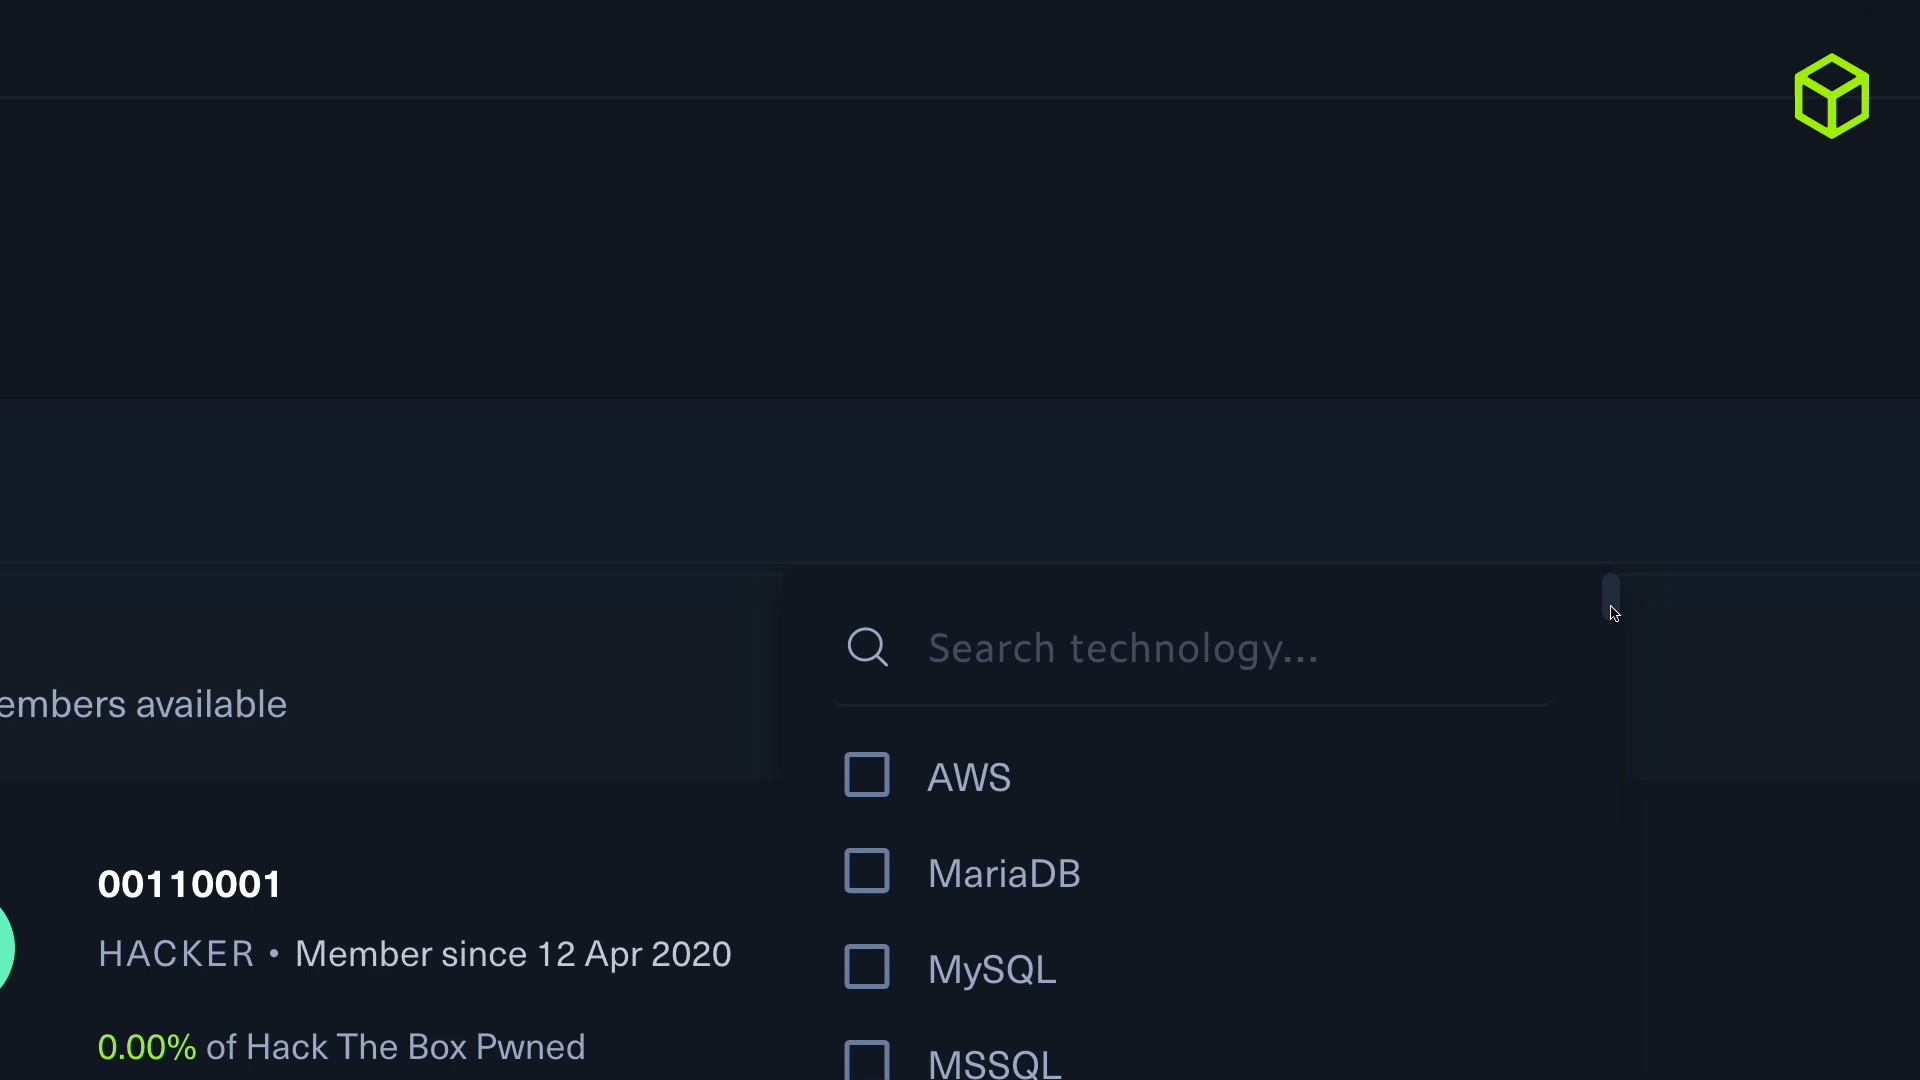 Search technology...
embers available
AWS
MariaDB
MySQL
MSSQL
00110001
HACKER • Member since 12 Apr 2020
0.00% of Hack The Box Pwned